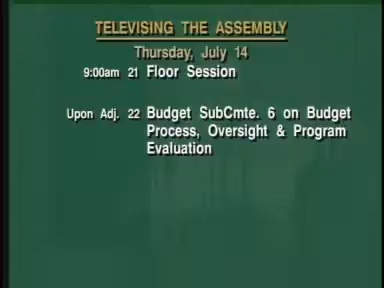 TELEVISING THE ASSEMBLY
Thursday, July 14
9:00am 21 Floor Session
Upon Adj. 22 Budget SubCmte. 6 on Budget
Process, Oversight & Program
Evaluation